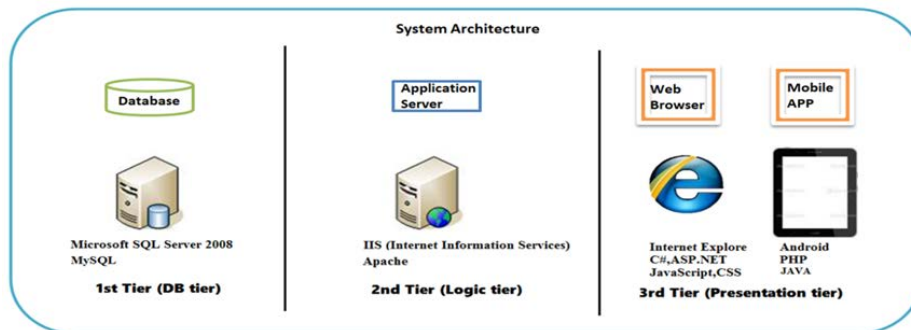 System Architecture
Database
Microsoft SQL Server 2008
MySQL
1st Tier (DB tier)
Application
Server
IIS (Internet Information Services)
Apache
2nd Tier (Logic tier)
Web
Browser
Internet Explore
C#,ASP.NET
JavaScript,CSS
Mobile
APP
Android
PHP
JAVA
3rd Tier (Presentation tier)